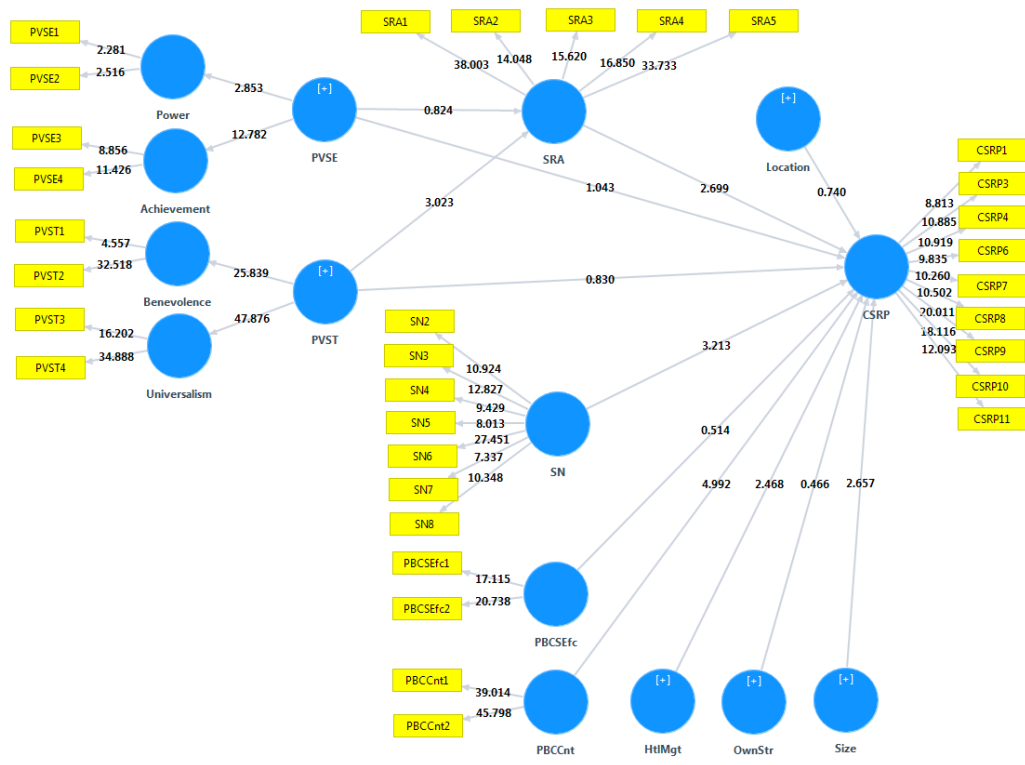 SRA1
SRA2
SRA3
SRA4
SRA5
38.003
14.048
15.620
16.850
33.733
PVSE1
PVSE2
2.281
2.516
Power
2.853
[+]
PVSE
0.824
SRA
[+]
Location
PVSE3
PVSE4
8.856
11.426
Achievement
12.782
1.043
2.699
0.740
3.023
PVST1
PVST2
4.557
32.518
Benevolence
25.839
[+]
PVST
0.830
CSRP
PVST3
PVST4
16.202
34.888
Universalism
47.876
CSRP1
CSRP3
CSRP4
CSRP6
CSRP7
CSRP8
CSRP9
CSRP10
CSRP11
8.813
10.885
10.919
9.835
10.260
10.502
20.011
18.116
12.093
SN2
SN3
SN4
SN5
SN6
SN7
SN8
10.924
12.827
9.429
8.013
27.451
7.337
10.348
SN
3.213
0.514
4.992
2.468
0.466
2.657
PBCSEfc1
PBCSEfc2
17.115
20.738
PBCSEfc
PBCCnt1
PBCCnt2
39.014
45.798
PBCCnt
[+]
HtlMgt
[+]
OwnStr
[+]
Size